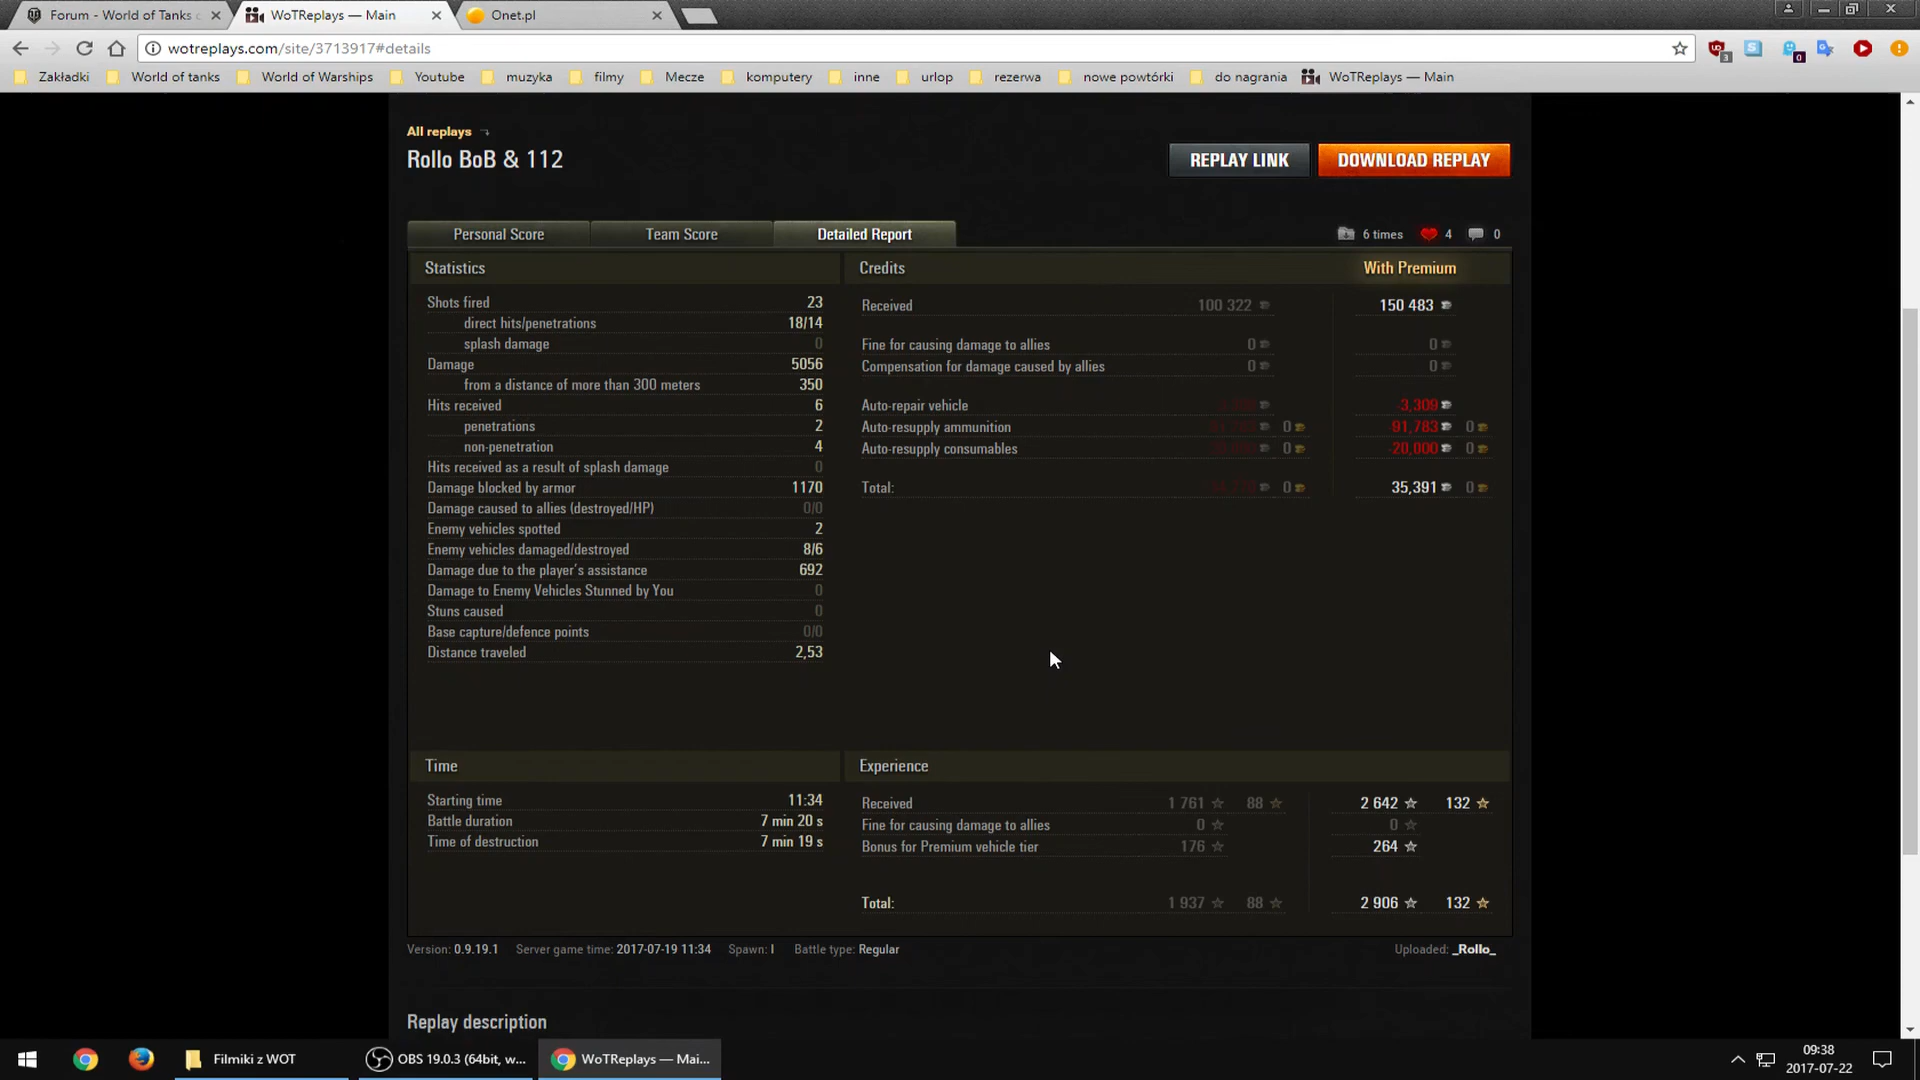 Forum - World of Tanks
WoTReplays — Main
Onet.pl
wotreplays.com/site/3713917#details
Zakładki
World of tanks
World of Warships
Youtube
muzyka
filmy
Mecze
komputery
inne
urlop
rezerwa
nowe powtórki
do nagrania
WoTReplays — Main
All replays
Rollo BoB & 112
REPLAY LINK
DOWNLOAD REPLAY
Personal Score
Team Score
Detailed Report
6 times 4 0
Statistics
Shots fired 23
direct hits/penetrations 18/14
splash damage 0
Damage 5056
from a distance of more than 300 meters 350
Hits received 6
penetrations 2
non-penetration 4
Hits received as a result of splash damage 0
Damage blocked by armor 1170
Damage caused to allies (destroyed/HP) 0/0
Enemy vehicles spotted 2
Enemy vehicles damaged/destroyed 8/6
Damage due to the player's assistance 692
Damage to Enemy Vehicles Stunned by You 0
Stuns caused 0
Base capture/defence points 0/0
Distance traveled 2,53
Credits With Premium
Received 100 322 150 483
Fine for causing damage to allies 0 0
Compensation for damage caused by allies 0 0
Auto-repair vehicle -3,309
Auto-resupply ammunition 0 -91,783 0
Auto-resupply consumables 0 -20,000 0
Total: 0 35,391 0
Time
Starting time 11:34
Battle duration 7 min 20 s
Time of destruction 7 min 19 s
Experience
Received 1 761 88 2 642 132
Fine for causing damage to allies 0 0
Bonus for Premium vehicle tier 176 264
Total: 1 937 88 2 906 132
Version: 0.9.19.1 Server game time: 2017-07-19 11:34 Spawn: I Battle type: Regular
Uploaded: _Rollo_
Replay description
Filmiki z WOT
OBS 19.0.3 (64bit, w...
WoTReplays — Mai...
09:38
2017-07-22